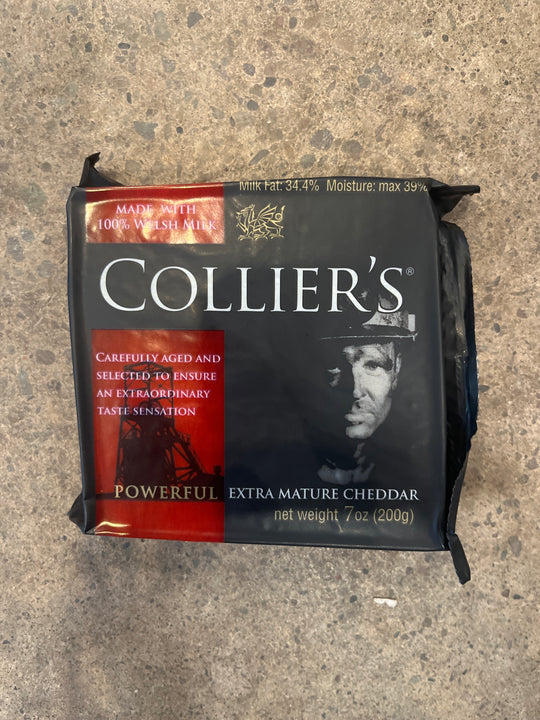 Milk Fat: 34.4% Moisture: max 39%
MADE WITH
100% WELSH MILK
COLLIER'S®
CAREFULLY AGED AND
SELECTED TO ENSURE
AN EXTRAORDINARY
TASTE SENSATION
POWERFUL EXTRA MATURE CHEDDAR
net weight 7oz (200g)